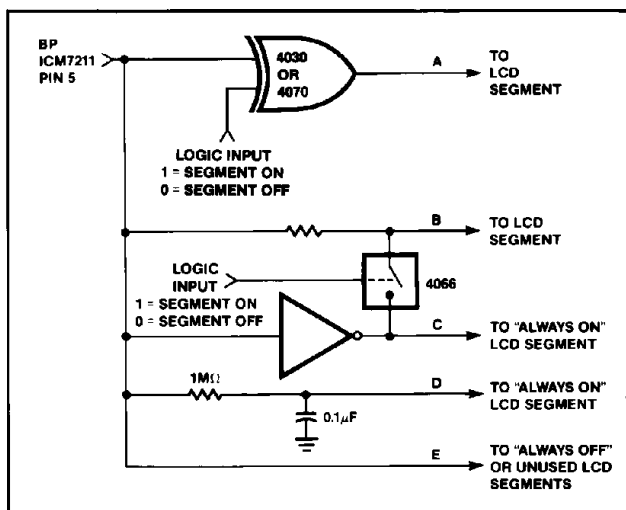 BP
ICM7211
PIN 5
4030
OR
4070
A
TO
LCD
SEGMENT
LOGIC INPUT
1 = SEGMENT ON
0 = SEGMENT OFF
B
TO LCD
SEGMENT
LOGIC
INPUT
1 = SEGMENT ON
0 = SEGMENT OFF
4066
C
TO "ALWAYS ON"
LCD SEGMENT
1MΩ
D
TO "ALWAYS ON"
LCD SEGMENT
0.1μF
E
TO "ALWAYS OFF"
OR UNUSED LCD
SEGMENTS